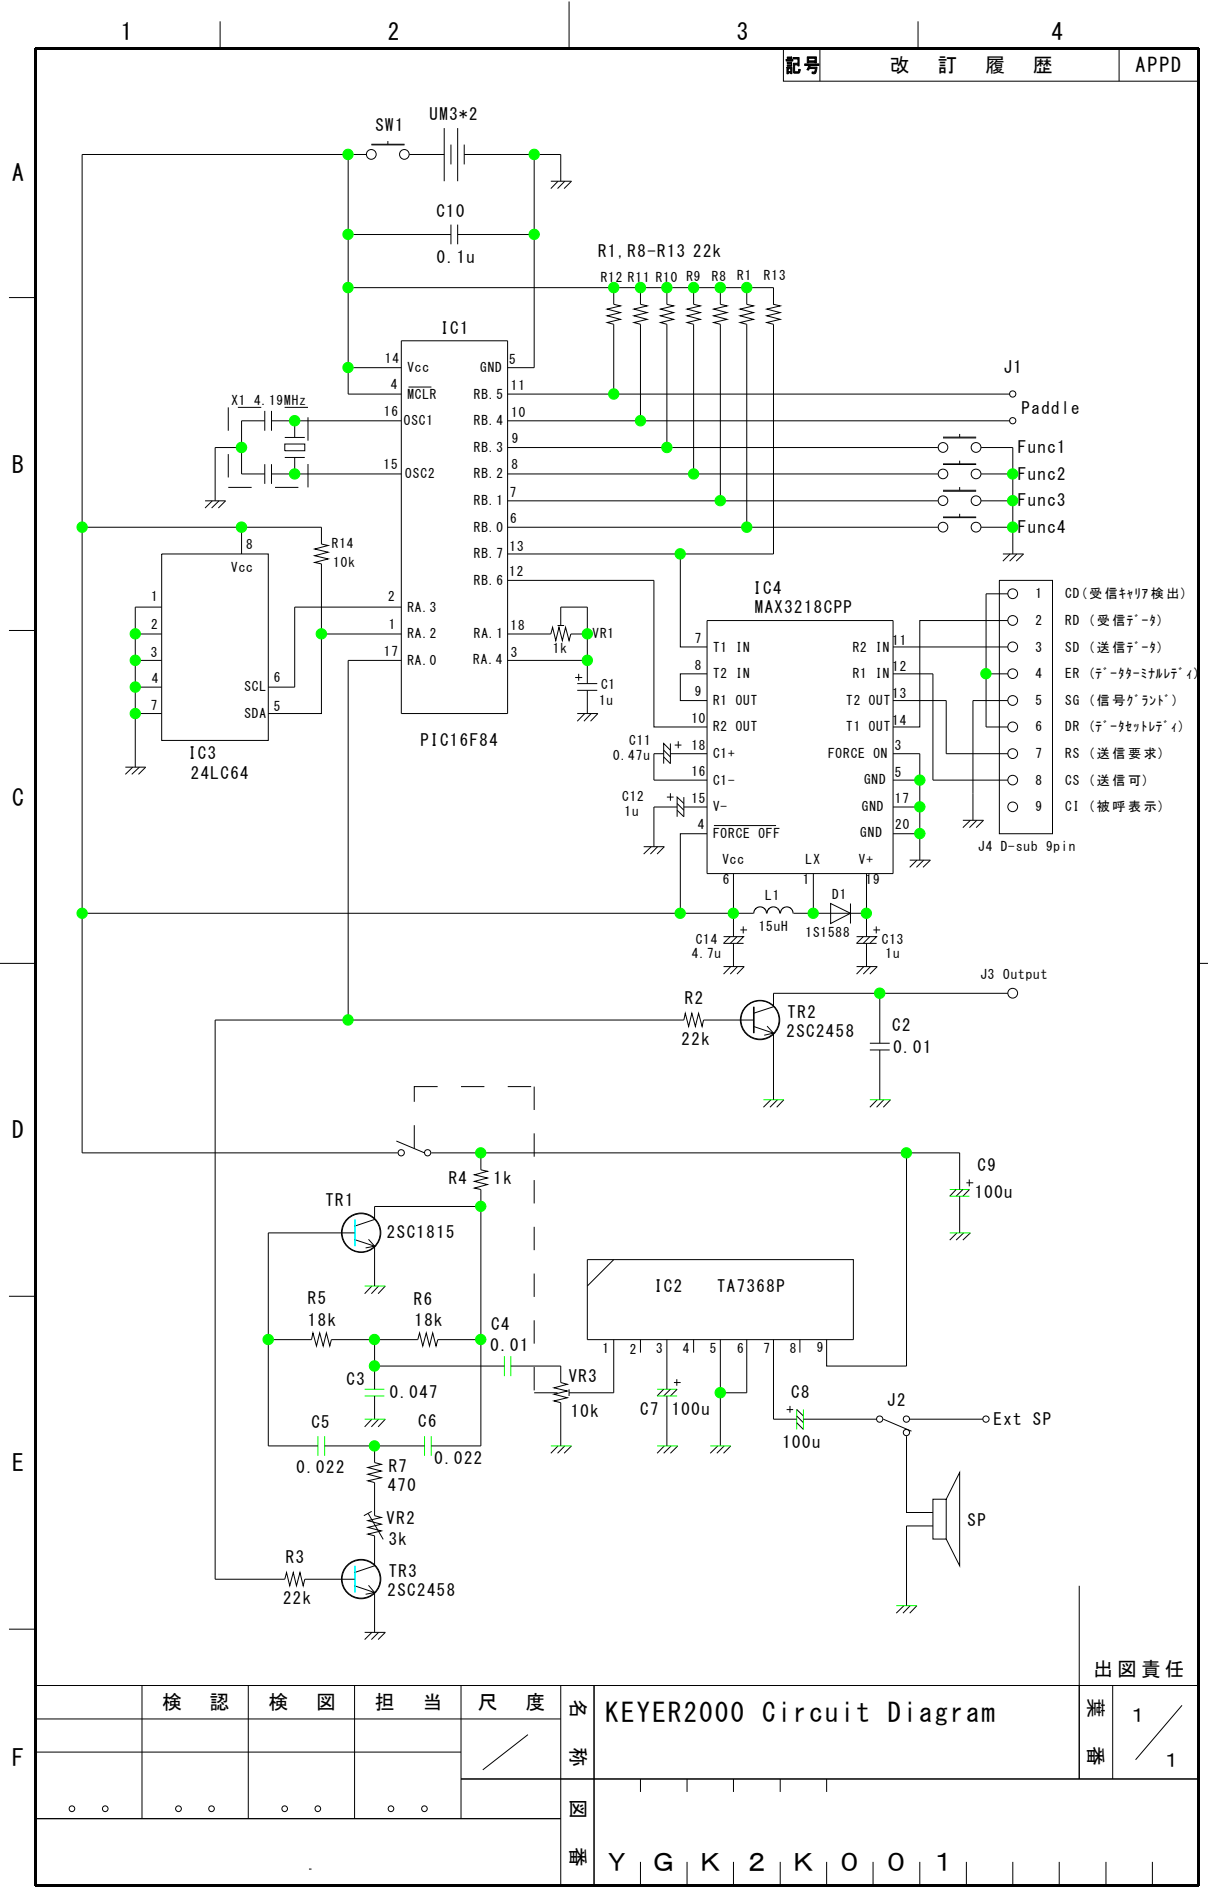 1 2 3 4
記号 改訂履歴 APPD
A
SW1
UM3*2
C10
0.1u
R1,R8-R13 22k
R12 R11 R10 R9 R8 R1 R13
IC1
14 Vcc GND 5
4 MCLR RB.5 11
16 OSC1 RB.4 10
RB.3 9
15 OSC2 RB.2 8
RB.1 7
RB.0 6
RB.7 13
RB.6 12
2 RA.3
1 RA.2 RA.1 18
17 RA.0 RA.4 3
PIC16F84
X1 4.19MHz
J1
Paddle
B
Func1
Func2
Func3
Func4
R14
10k
8
Vcc
1
2
3
4
7
SCL 6
SDA 5
IC3
24LC64
VR1
1k
C1
+
1u
IC4
MAX3218CPP
7 T1 IN R2 IN 11
8 T2 IN R1 IN 12
9 R1 OUT T2 OUT 13
10 R2 OUT T1 OUT 14
18 C1+ FORCE ON 3
16 C1- GND 5
15 V- GND 17
4 FORCE OFF GND 20
Vcc LX V+
6 1 19
C11
0.47u
+
C12
1u
+
1 CD(受信ｷｬﾘｱ検出)
2 RD (受信ﾃﾞｰﾀ)
3 SD (送信ﾃﾞｰﾀ)
4 ER (ﾃﾞｰﾀﾀｰﾐﾅﾙﾚﾃﾞｨ)
5 SG (信号ｸﾞﾗﾝﾄﾞ)
6 DR (ﾃﾞｰﾀｾｯﾄﾚﾃﾞｨ)
7 RS (送信要求)
8 CS (送信可)
9 CI (被呼表示)
J4 D-sub 9pin
C
L1
15uH
D1
1S1588
C14
4.7u
+
C13
1u
+
J3 Output
R2
22k
TR2
2SC2458
C2
0.01
D
R4 1k
C9
+
100u
TR1
2SC1815
IC2 TA7368P
1 2 3 4 5 6 7 8 9
R5
18k
R6
18k
C4
0.01
C3
0.047
VR3
10k
C7
+
100u
C8
+
100u
J2
Ext SP
E
C5
0.022
C6
0.022
R7
470
VR2
3k
SP
R3
22k
TR3
2SC2458
出図責任
検認 検図 担当 尺度
名称
KEYER2000 Circuit Diagram
葉番
1/1
F
図番
YGK2K001